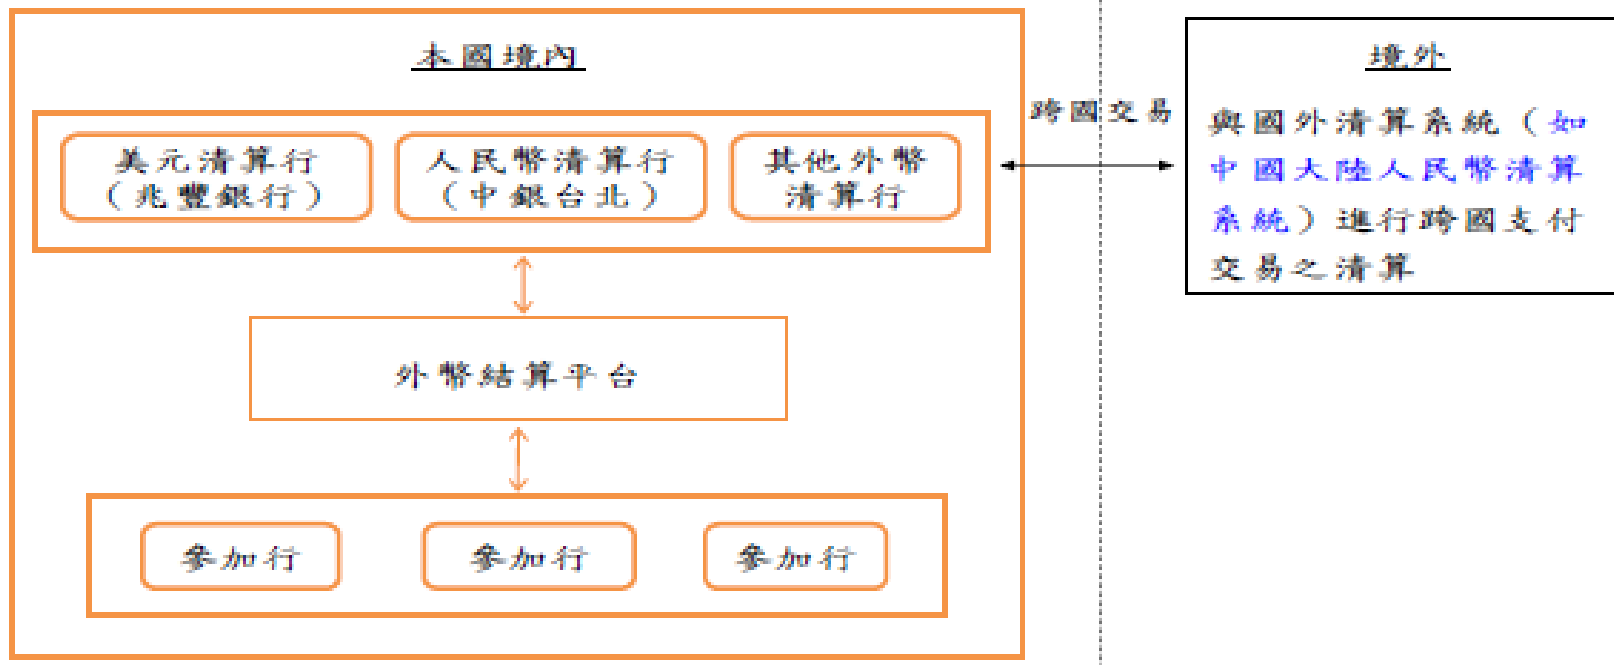 本國境內
美元清算行
（兆豐銀行）
人民幣清算行
（中銀台北）
其他外幣
清算行
外幣結算平台
參加行
參加行
參加行
跨國交易
境外
與國外清算系統（如
中國大陸人民幣清算
系統）進行跨國支付
交易之清算